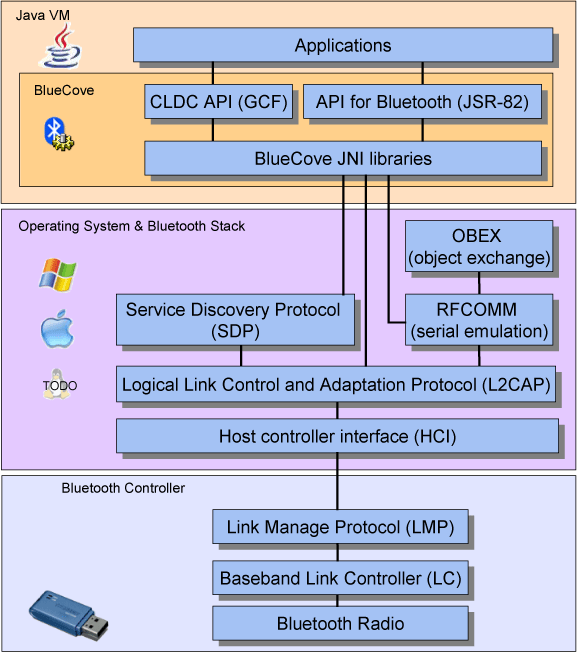 Java VM
Applications
BlueCove
CLDC API (GCF)
API for Bluetooth (JSR-82)
BlueCove JNI libraries
Operating System & Bluetooth Stack
OBEX
(object exchange)
Service Discovery Protocol
(SDP)
RFCOMM
(serial emulation)
TODO
Logical Link Control and Adaptation Protocol (L2CAP)
Host controller interface (HCI)
Bluetooth Controller
Link Manage Protocol (LMP)
Baseband Link Controller (LC)
Bluetooth Radio